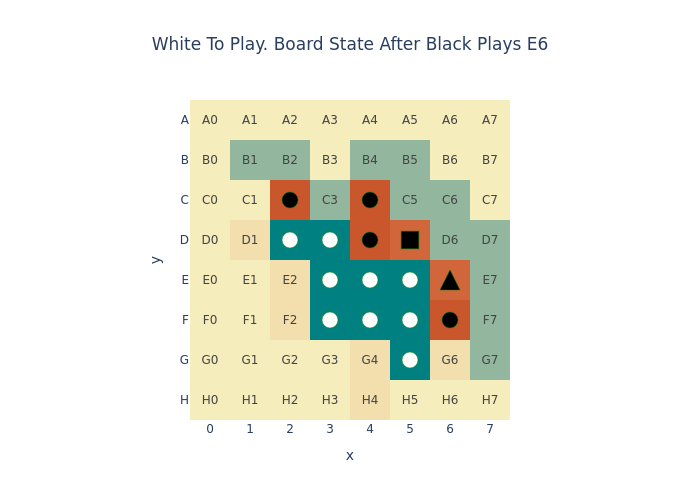 White To Play. Board State After Black Plays E6
A A0 A1 A2 A3 A4 A5 A6 A7
B B0 B1 B2 B3 B4 B5 B6 B7
C C0 C1 C3 C5 C6 C7
D D0 D1 D6 D7
y
E E0 E1 E2 E7
F F0 F1 F2 F7
G G0 G1 G2 G3 G4 G6 G7
H H0 H1 H2 H3 H4 H5 H6 H7
0 1 2 3 4 5 6 7
x